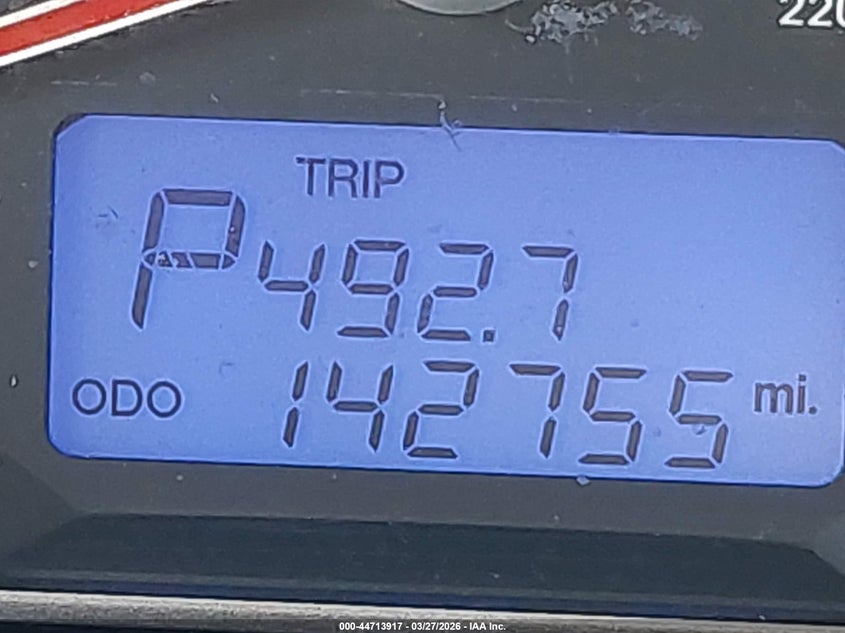 220
TRIP
P 492.7
ODO 142755 mi.
000-44713917 - 03/27/2026 - IAA Inc.